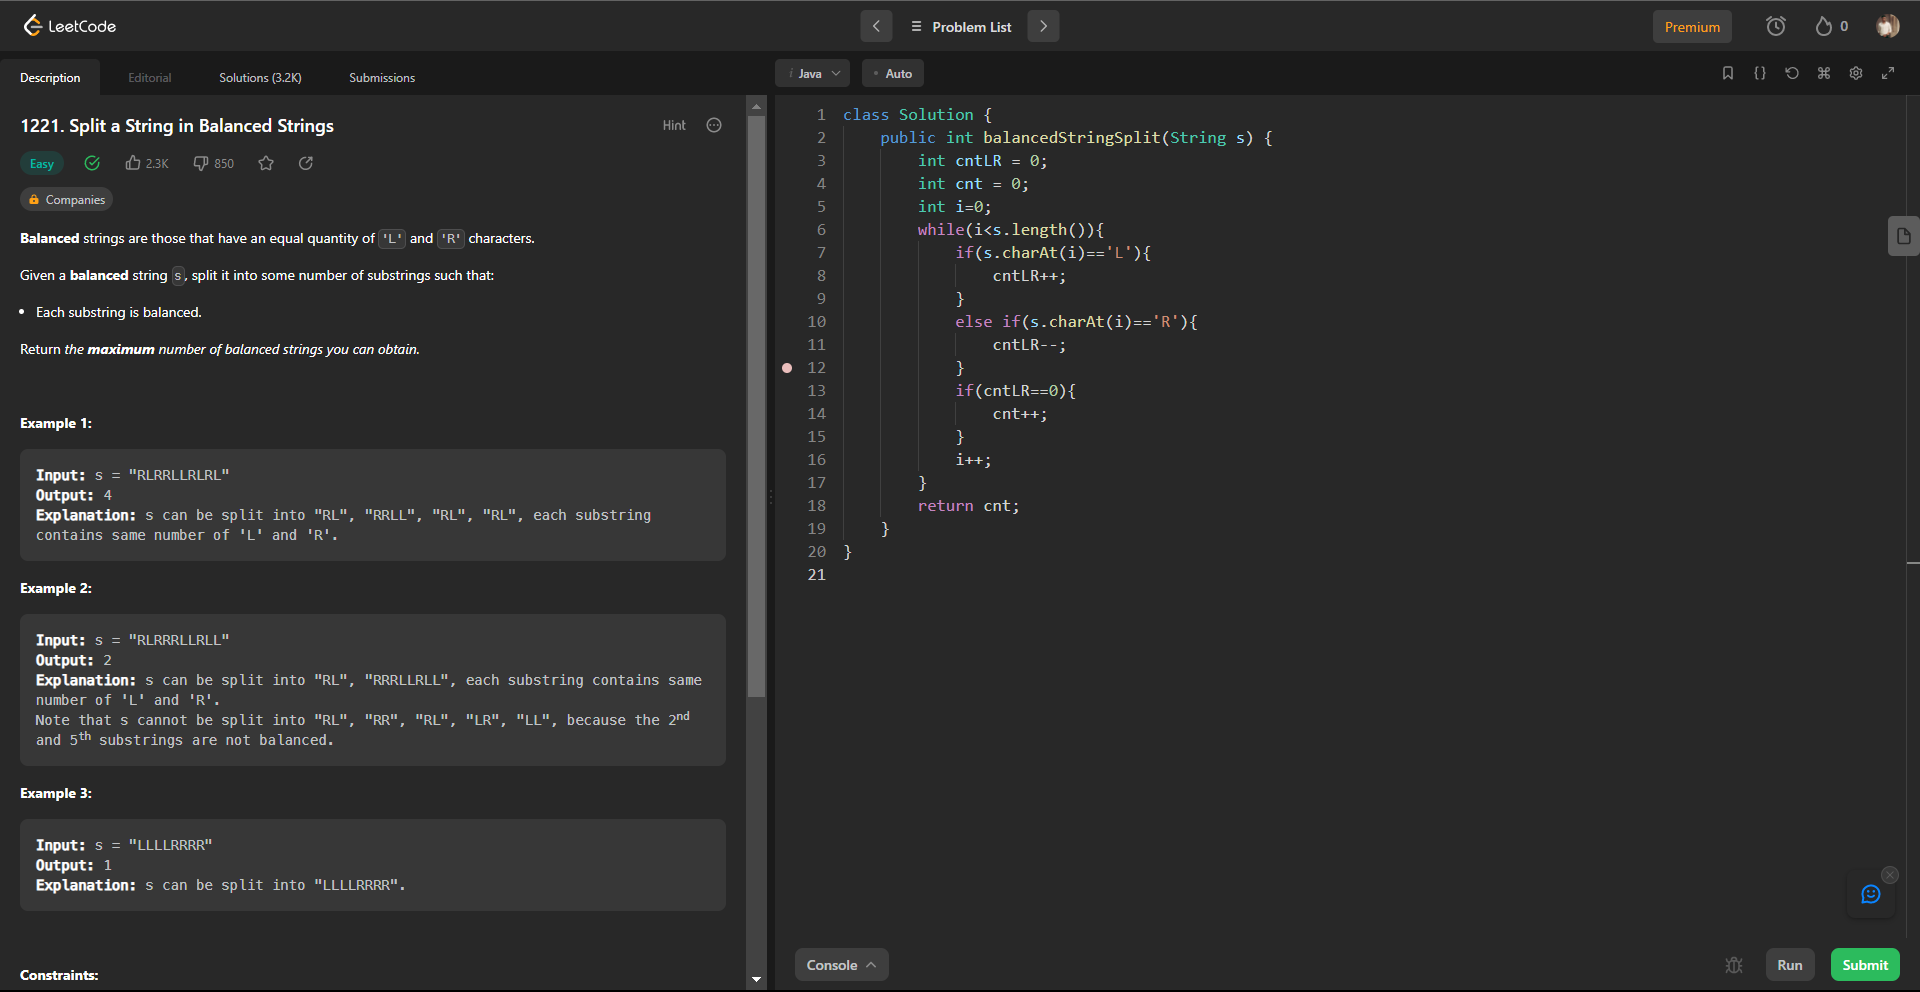 LeetCode
Problem List
Premium
0
Description
Editorial
Solutions (3.2K)
Submissions
1221. Split a String in Balanced Strings
Hint
Easy
2.3K
850
Companies
Balanced strings are those that have an equal quantity of 'L' and 'R' characters.
Given a balanced string s, split it into some number of substrings such that:
• Each substring is balanced.
Return the maximum number of balanced strings you can obtain.
Example 1:
Input: s = "RLRRLLRLRL"
Output: 4
Explanation: s can be split into "RL", "RRLL", "RL", "RL", each substring
contains same number of 'L' and 'R'.
Example 2:
Input: s = "RLRRRLLRLL"
Output: 2
Explanation: s can be split into "RL", "RRRLLRLL", each substring contains same
number of 'L' and 'R'.
Note that s cannot be split into "RL", "RR", "RL", "LR", "LL", because the 2nd
and 5th substrings are not balanced.
Example 3:
Input: s = "LLLLRRRR"
Output: 1
Explanation: s can be split into "LLLLRRRR".
Constraints:
i Java
• Auto
1 class Solution {
2 public int balancedStringSplit(String s) {
3 int cntLR = 0;
4 int cnt = 0;
5 int i=0;
6 while(i<s.length()){
7 if(s.charAt(i)=='L'){
8 cntLR++;
9 }
10 else if(s.charAt(i)=='R'){
11 cntLR--;
12 }
13 if(cntLR==0){
14 cnt++;
15 }
16 i++;
17 }
18 return cnt;
19 }
20 }
21
Console
Run
Submit